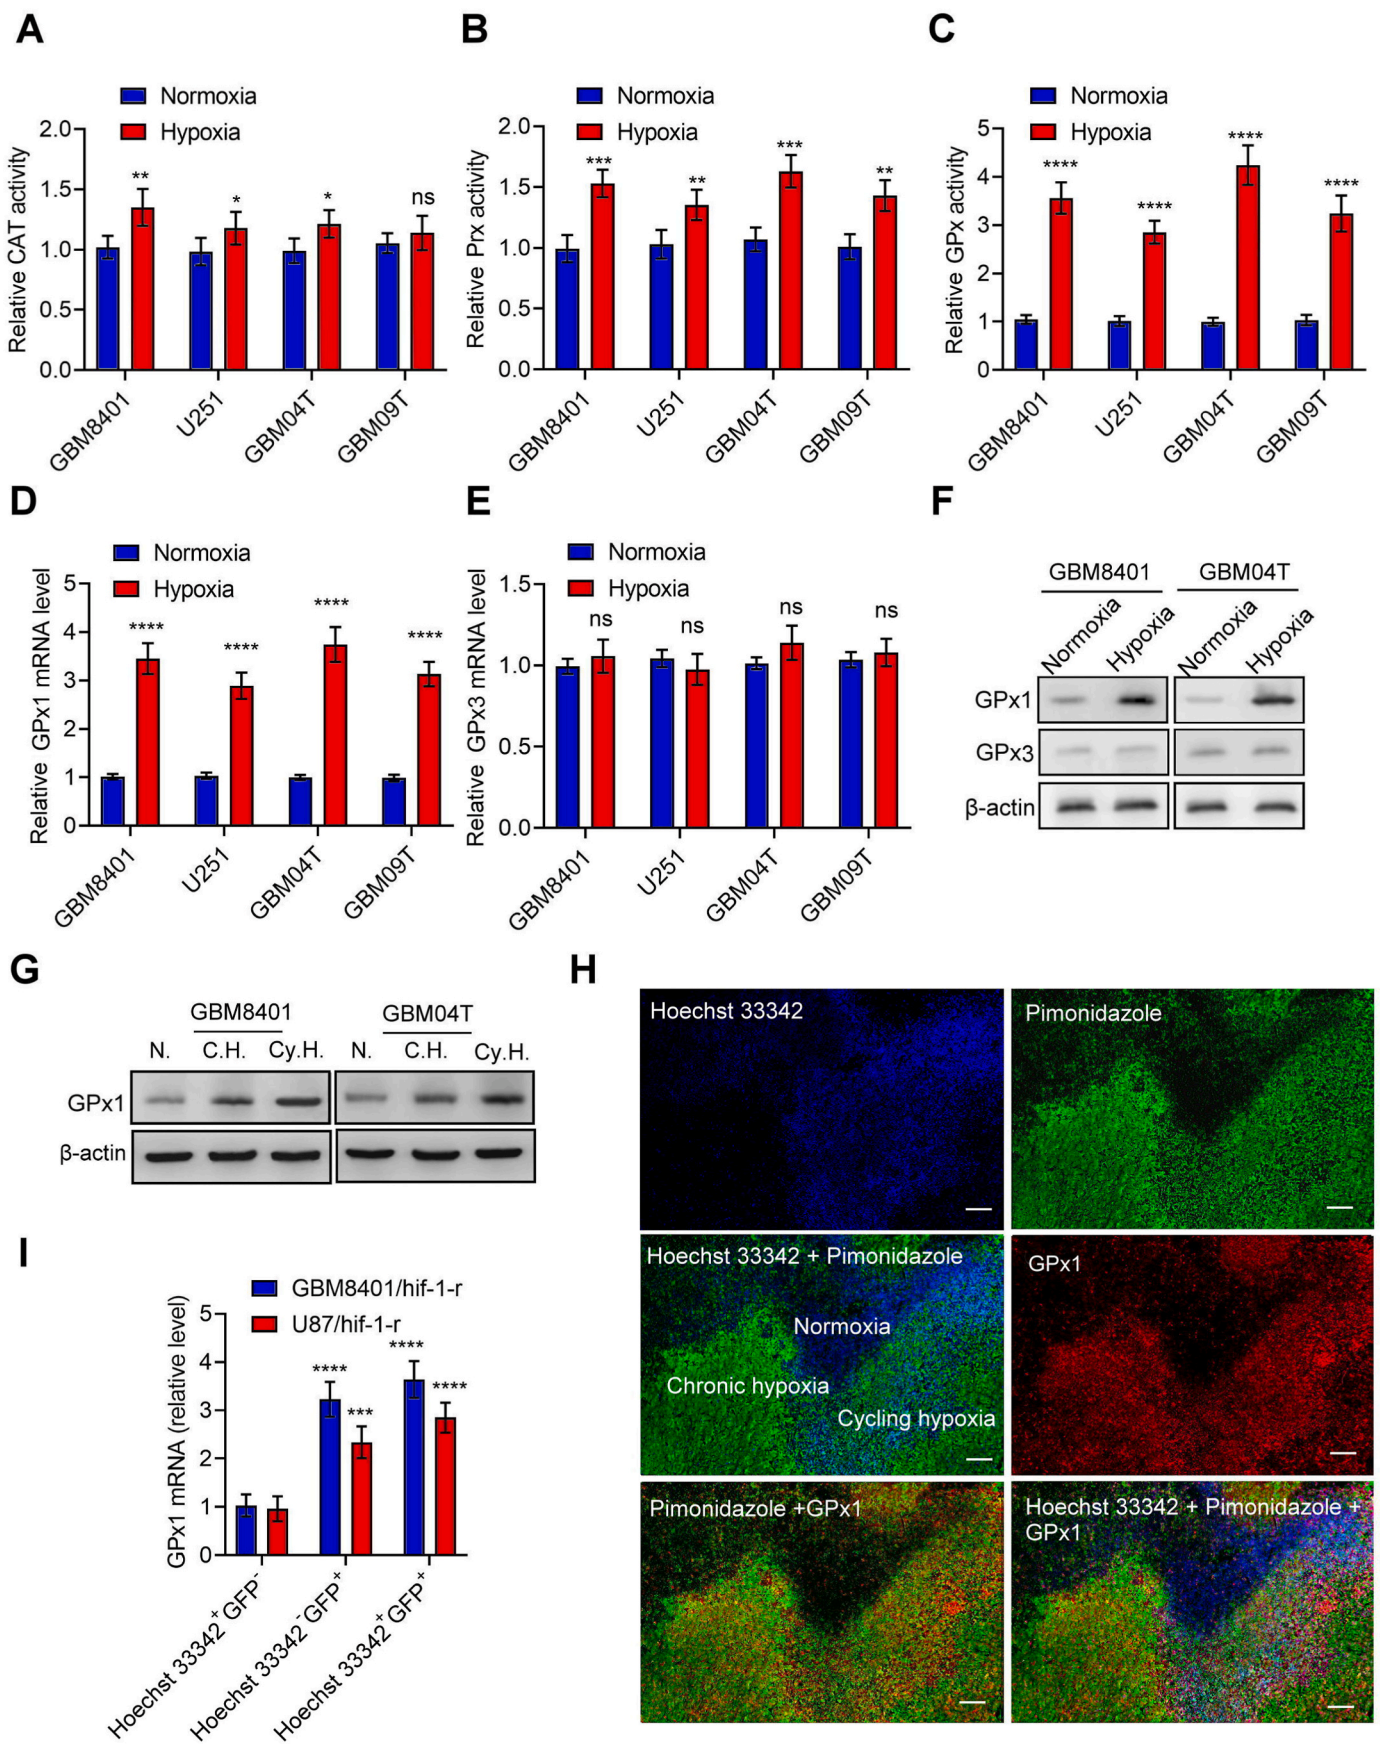 A
Normoxia
Hypoxia
Relative CAT activity
2.0
1.5
1.0
0.5
0.0
**
*
*
ns
GBM8401
U251
GBM04T
GBM09T
B
Normoxia
Hypoxia
Relative Prx activity
2.0
1.5
1.0
0.5
0.0
***
**
***
**
GBM8401
U251
GBM04T
GBM09T
C
Normoxia
Hypoxia
Relative GPx activity
5
4
3
2
1
0
****
****
****
****
GBM8401
U251
GBM04T
GBM09T
D
Normoxia
Hypoxia
Relative GPx1 mRNA level
5
4
3
2
1
0
****
****
****
****
GBM8401
U251
GBM04T
GBM09T
E
Normoxia
Hypoxia
Relative GPx3 mRNA level
1.5
1.0
0.5
0.0
ns
ns
ns
ns
GBM8401
U251
GBM04T
GBM09T
F
GBM8401 GBM04T
Normoxia Hypoxia Normoxia Hypoxia
GPx1
GPx3
β-actin
G
GBM8401 GBM04T
N. C.H. Cy.H. N. C.H. Cy.H.
GPx1
β-actin
H
Hoechst 33342
Pimonidazole
Hoechst 33342 + Pimonidazole
Normoxia
Chronic hypoxia
Cycling hypoxia
GPx1
Pimonidazole +GPx1
Hoechst 33342 + Pimonidazole +
GPx1
I
GBM8401/hif-1-r
U87/hif-1-r
GPx1 mRNA (relative level)
5
4
3
2
1
0
****
***
****
****
Hoechst 33342⁺GFP⁻
Hoechst 33342⁻GFP⁺
Hoechst 33342⁺GFP⁺